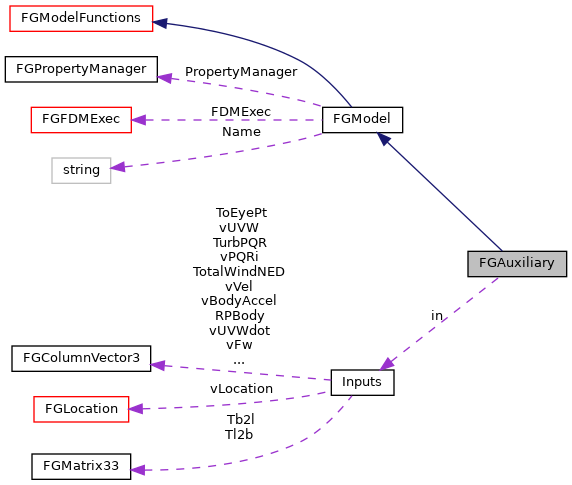 FGModelFunctions
FGPropertyManager
PropertyManager
FGFDMExec
FDMExec
Name
FGModel
string
FGAuxiliary
ToEyePt
vUVW
TurbPQR
vPQRi
TotalWindNED
vVel
vBodyAccel
RPBody
vUVWdot
vFw
...
in
FGColumnVector3
Inputs
vLocation
FGLocation
Tb2l
Tl2b
FGMatrix33